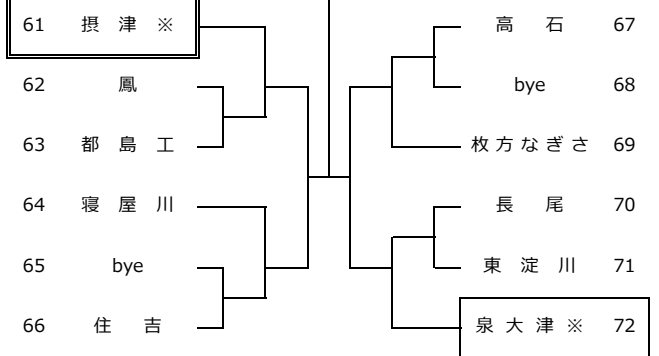 61 摂 津 ※
62 鳳
63 都 島 工
64 寝 屋 川
65 bye
66 住 吉
高 石 67
bye 68
枚 方 な ぎ さ 69
長 尾 70
東 淀 川 71
泉 大 津 ※ 72